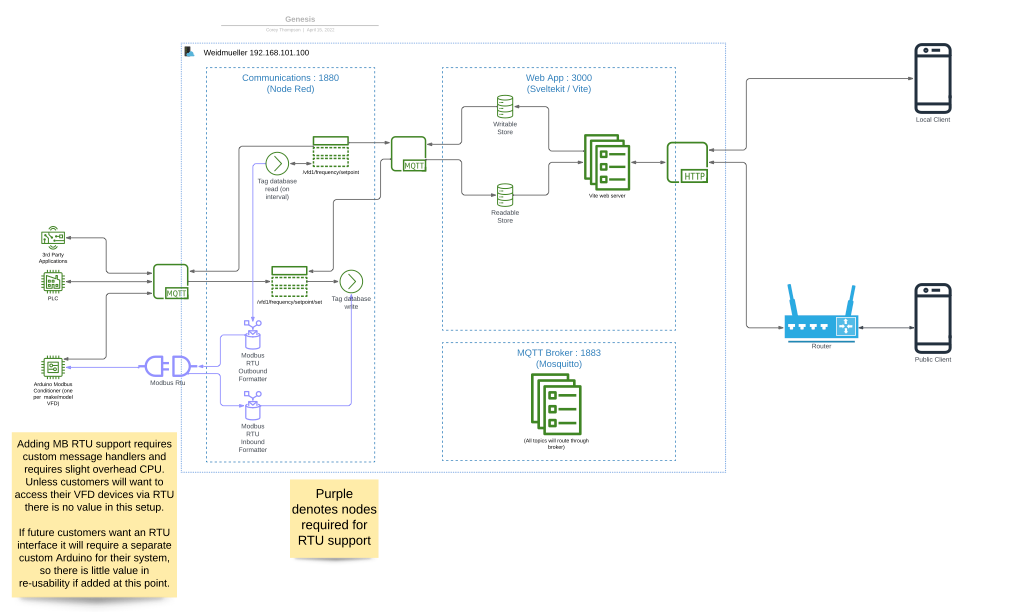 Genesis
Conor Thompson | April 20, 2022
Weidmueller 192.168.101.100
Communications : 1880
(Node Red)
Web App : 3000
(Sveltekit / Vite)
Writable
Store
MQTT
/vfd1/frequency/setpoint
Tag database
read (on
interval)
Vite web server
HTTP
Readable
Store
Local Client
3rd Party
Applications
PLC
MQTT
/vfd1/frequency/setpoint/set
Tag database
write
Router
Public Client
Modbus
RTU
Outbound
Formatter
MQTT Broker : 1883
(Mosquitto)
(All topics will route through
broker)
Modbus Rtu
Arduino Modbus
Conditioner (one
per make/model
VFD)
Modbus
RTU
Inbound
Formatter
Adding MB RTU support requires
custom message handlers and
requires slight overhead CPU.
Unless customers will want to
access their VFD devices via RTU
there is no value in this setup.
If future customers want an RTU
interface it will require a separate
custom Arduino for their system,
so there is little value in
re-usability if added at this point.
Purple
denotes nodes
required for
RTU support